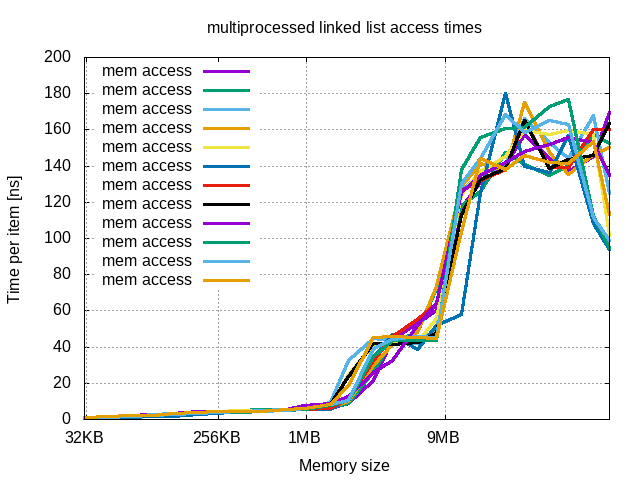 multiprocessed linked list access times
200
180
160
140
120
100
80
60
40
20
0
Time per item [ns]
mem access
mem access
mem access
mem access
mem access
mem access
mem access
mem access
mem access
mem access
mem access
mem access
32KB 256KB 1MB 9MB
Memory size